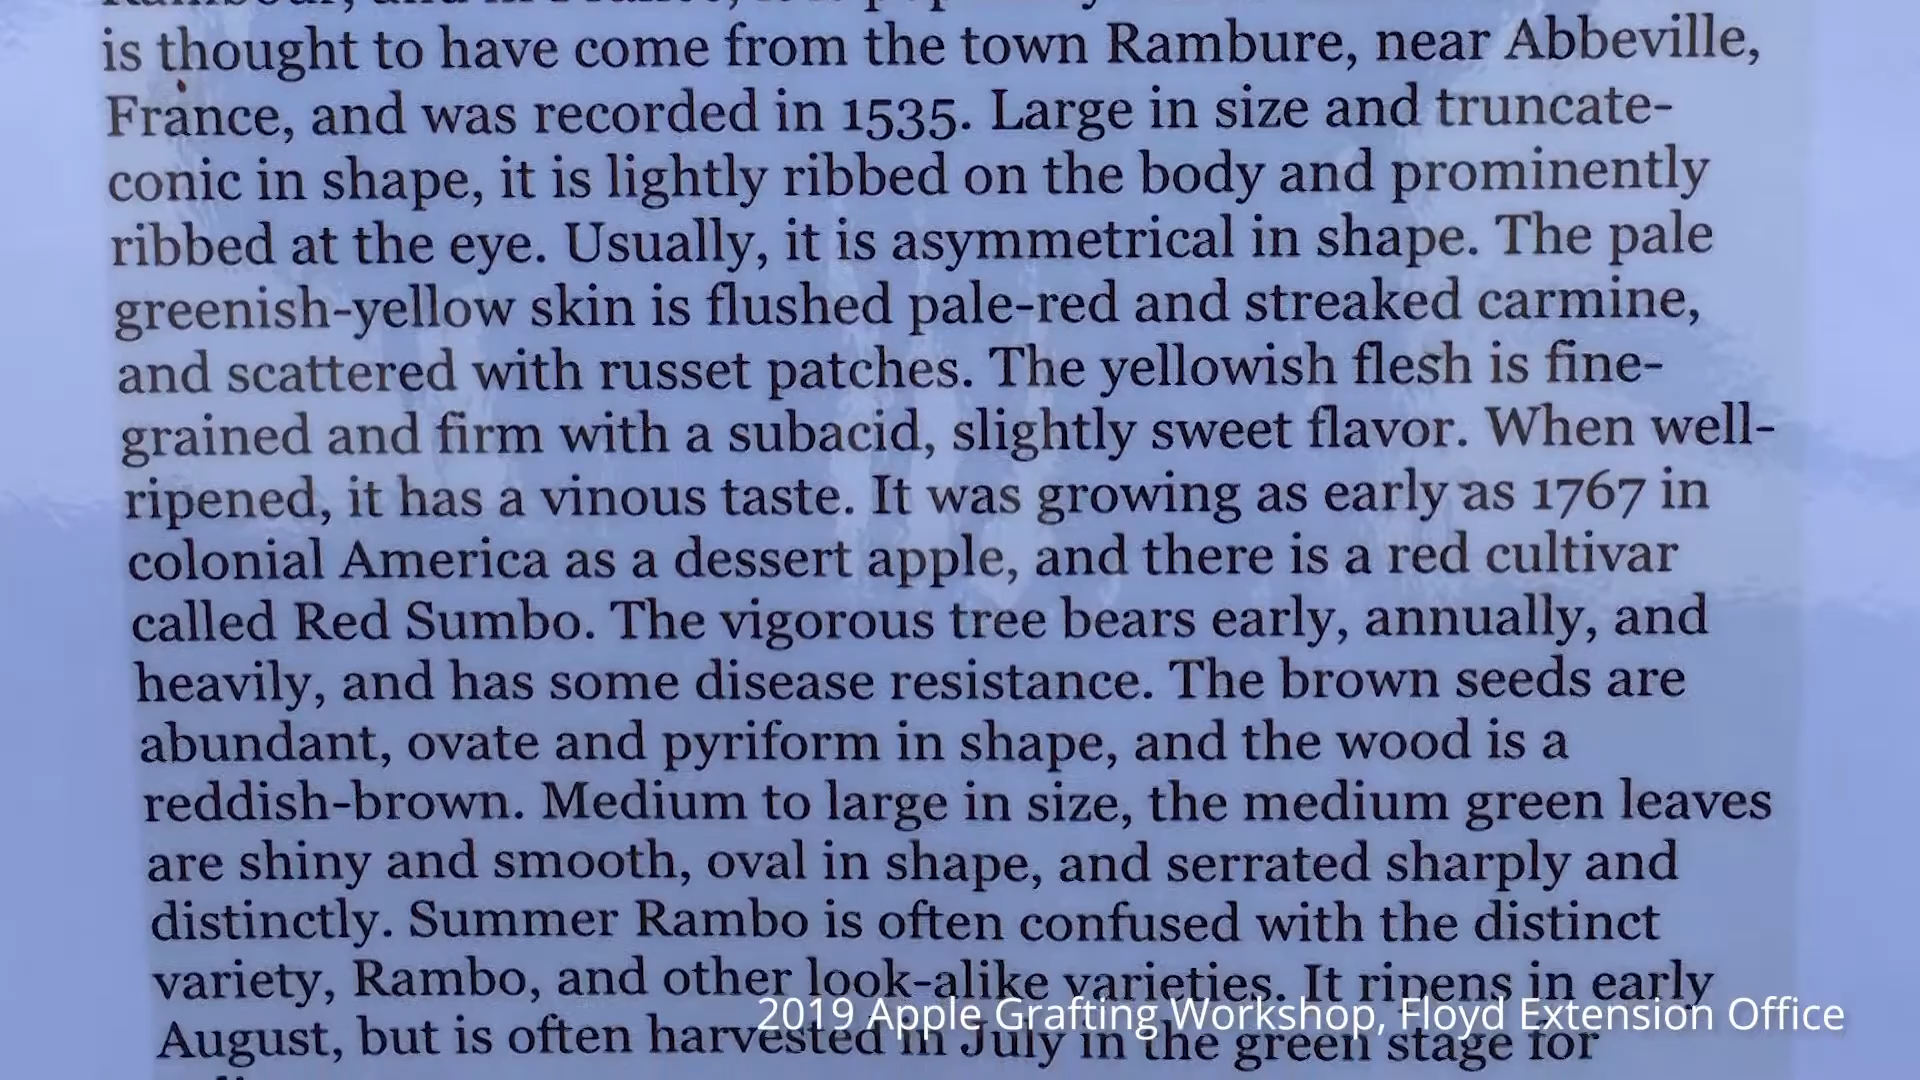 is thought to have come from the town Rambure, near Abbeville,
France, and was recorded in 1535. Large in size and truncate-
conic in shape, it is lightly ribbed on the body and prominently
ribbed at the eye. Usually, it is asymmetrical in shape. The pale
greenish-yellow skin is flushed pale-red and streaked carmine,
and scattered with russet patches. The yellowish flesh is fine-
grained and firm with a subacid, slightly sweet flavor. When well-
ripened, it has a vinous taste. It was growing as early as 1767 in
colonial America as a dessert apple, and there is a red cultivar
called Red Sumbo. The vigorous tree bears early, annually, and
heavily, and has some disease resistance. The brown seeds are
abundant, ovate and pyriform in shape, and the wood is a
reddish-brown. Medium to large in size, the medium green leaves
are shiny and smooth, oval in shape, and serrated sharply and
distinctly. Summer Rambo is often confused with the distinct
variety, Rambo, and other look-alike varieties. It ripens in early
August, but is often harvested in July in the green stage for
2019 Apple Grafting Workshop, Floyd Extension Office